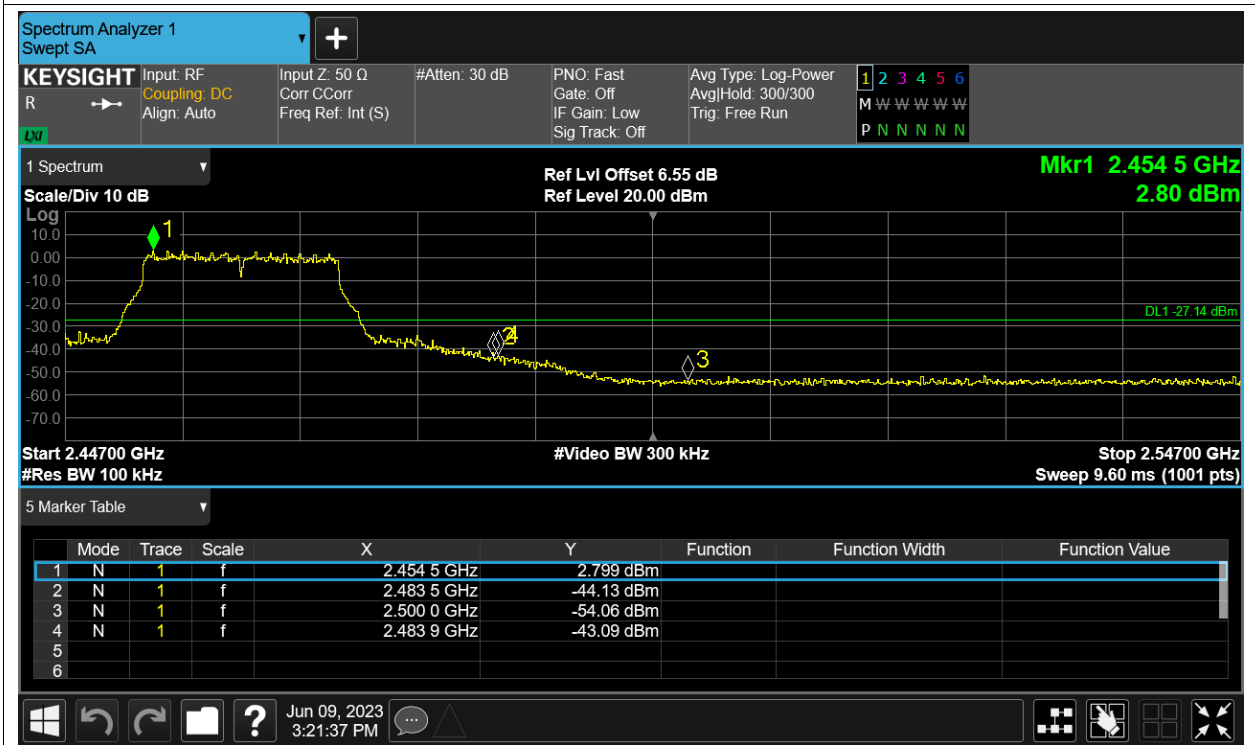 Spectrum Analyzer 1
Swept SA
KEYSIGHT
R
LXI
Input: RF
Coupling: DC
Align: Auto
Input Z: 50 Ω
Corr CCorr
Freq Ref: Int (S)
#Atten: 30 dB
PNO: Fast
Gate: Off
IF Gain: Low
Sig Track: Off
Avg Type: Log-Power
Avg|Hold: 300/300
Trig: Free Run
1 2 3 4 5 6
M W W W W W
P N N N N N
1 Spectrum
Scale/Div 10 dB
Ref Lvl Offset 6.55 dB
Ref Level 20.00 dBm
Mkr1 2.454 5 GHz
2.80 dBm
Log
10.0
0.00
-10.0
-20.0
-30.0
-40.0
-50.0
-60.0
-70.0
1
3
DL1 -27.14 dBm
Start 2.44700 GHz
#Video BW 300 kHz
Stop 2.54700 GHz
#Res BW 100 kHz
Sweep 9.60 ms (1001 pts)
5 Marker Table
Mode Trace Scale X Y Function Function Width Function Value
1 N 1 f 2.454 5 GHz 2.799 dBm
2 N 1 f 2.483 5 GHz -44.13 dBm
3 N 1 f 2.500 0 GHz -54.06 dBm
4 N 1 f 2.483 9 GHz -43.09 dBm
5
6
?
Jun 09, 2023
3:21:37 PM